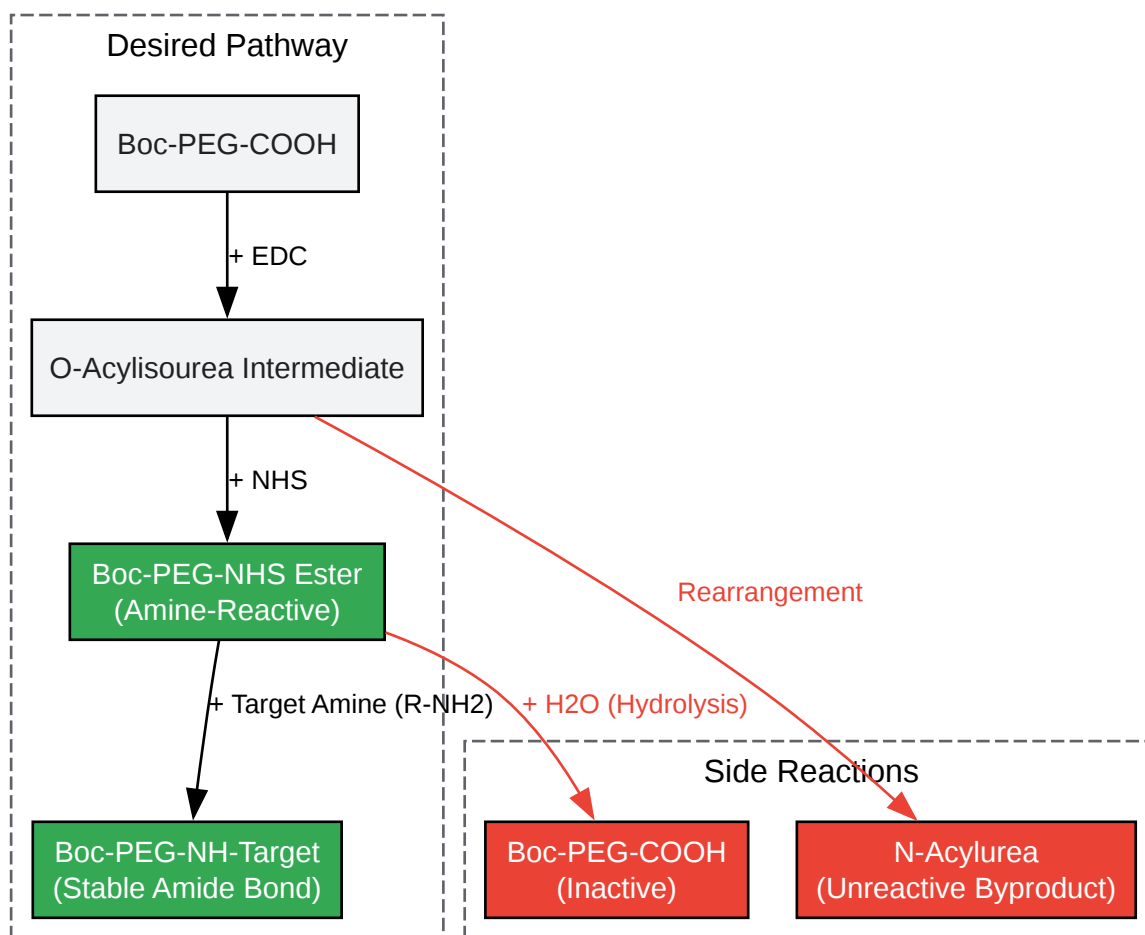 Desired Pathway
Boc-PEG-COOH
+ EDC
O-Acylisourea Intermediate
+ NHS
Boc-PEG-NHS Ester
(Amine-Reactive)
Rearrangement
+ Target Amine (R-NH2)
+ H2O (Hydrolysis)
Side Reactions
Boc-PEG-NH-Target
(Stable Amide Bond)
Boc-PEG-COOH
(Inactive)
N-Acylurea
(Unreactive Byproduct)